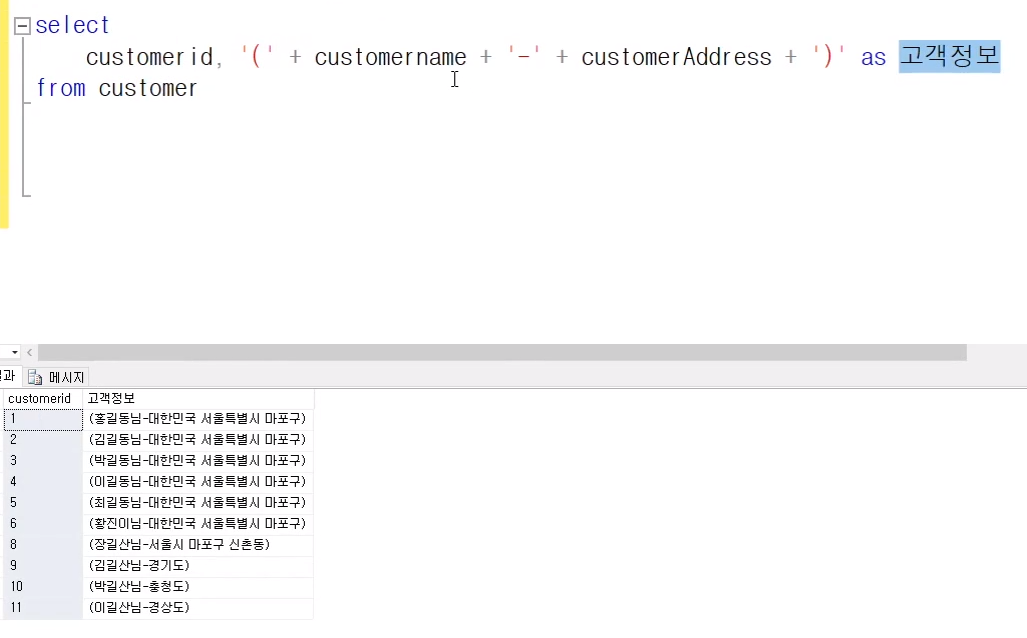 select
customerid, '(' + customername + '-' + customerAddress + ')' as 고객정보
from customer
메시지
customerid 고객정보
1 (홍길동님-대한민국 서울특별시 마포구)
2 (김길동님-대한민국 서울특별시 마포구)
3 (박길동님-대한민국 서울특별시 마포구)
4 (이길동님-대한민국 서울특별시 마포구)
5 (최길동님-대한민국 서울특별시 마포구)
6 (황진이님-대한민국 서울특별시 마포구)
8 (장길산님-서울시 마포구 신촌동)
9 (김길산님-경기도)
10 (박길산님-충청도)
11 (이길산님-경상도)